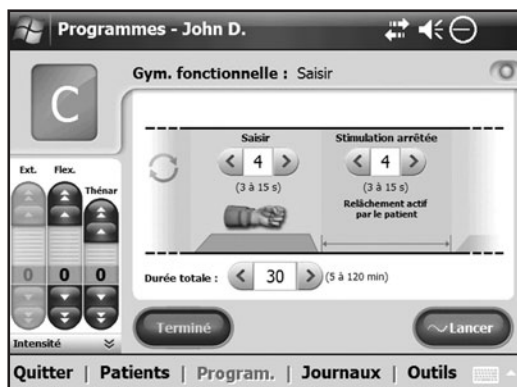 Programmes - John D.
C
Gym. fonctionnelle : Saisir
Saisir
Stimulation arrêtée
4
4
(3 à 15 s)
(3 à 15 s)
Relâchement actif
par le patient
Ext. Flex. Thénar
0 0 0
Durée totale : 30 (5 à 120 min)
Terminé
Lancer
Intensité
Quitter | Patients | Program. | Journaux | Outils